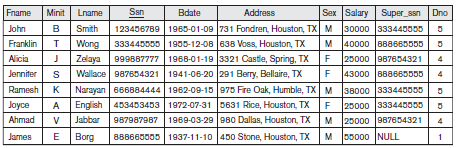 Fname Minit Lname Ssn Bdate Address Sex Salary Super_ssn Dno
John B Smith 123456789 1965-01-09 731 Fondren, Houston, TX M 30000 333445555 5
Franklin T Wong 333445555 1955-12-08 638 Voss, Houston, TX M 40000 888665555 5
Alicia J Zelaya 999887777 1968-01-19 3321 Castle, Spring, TX F 25000 987654321 4
Jennifer S Wallace 987654321 1941-06-20 291 Berry, Bellaire, TX F 43000 888665555 4
Ramesh K Narayan 666884444 1962-09-15 975 Fire Oak, Humble, TX M 38000 333445555 5
Joyce A English 453453453 1972-07-31 5631 Rice, Houston, TX F 25000 333445555 5
Ahmad V Jabbar 987987987 1969-03-29 980 Dallas, Houston, TX M 25000 987654321 4
James E Borg 888665555 1937-11-10 450 Stone, Houston, TX M 55000 NULL 1